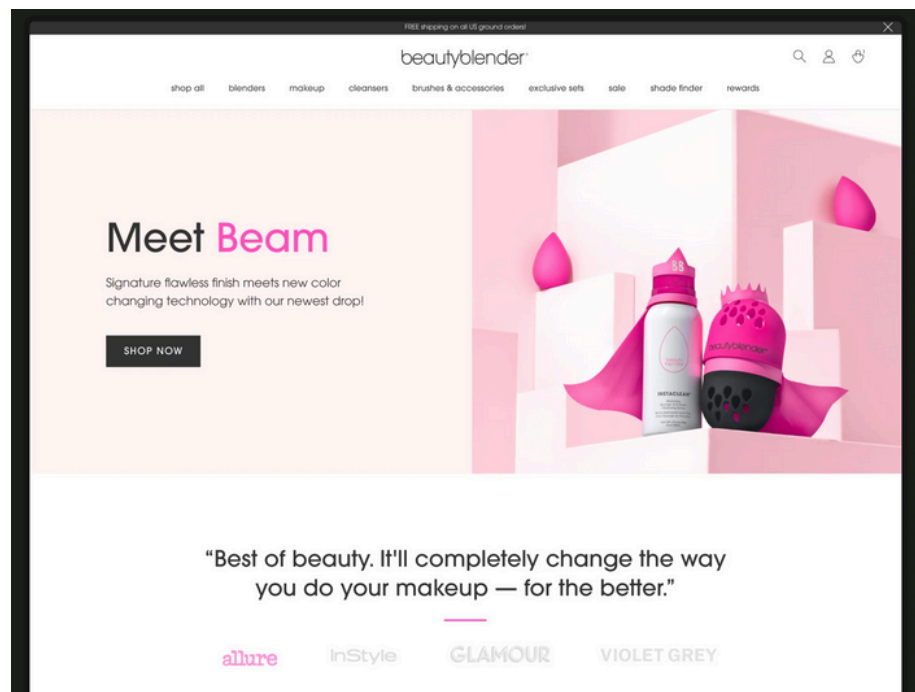 FREE shipping on all US ground orders!
beautyblender
shop all blenders makeup cleansers brushes & accessories exclusive sets sale shade finder rewards
Meet Beam
Signature flawless finish meets new color
changing technology with our newest drop!
SHOP NOW
BB
beautyblender
INSTACLEAN
“Best of beauty. It'll completely change the way
you do your makeup — for the better.”
allure InStyle GLAMOUR VIOLET GREY